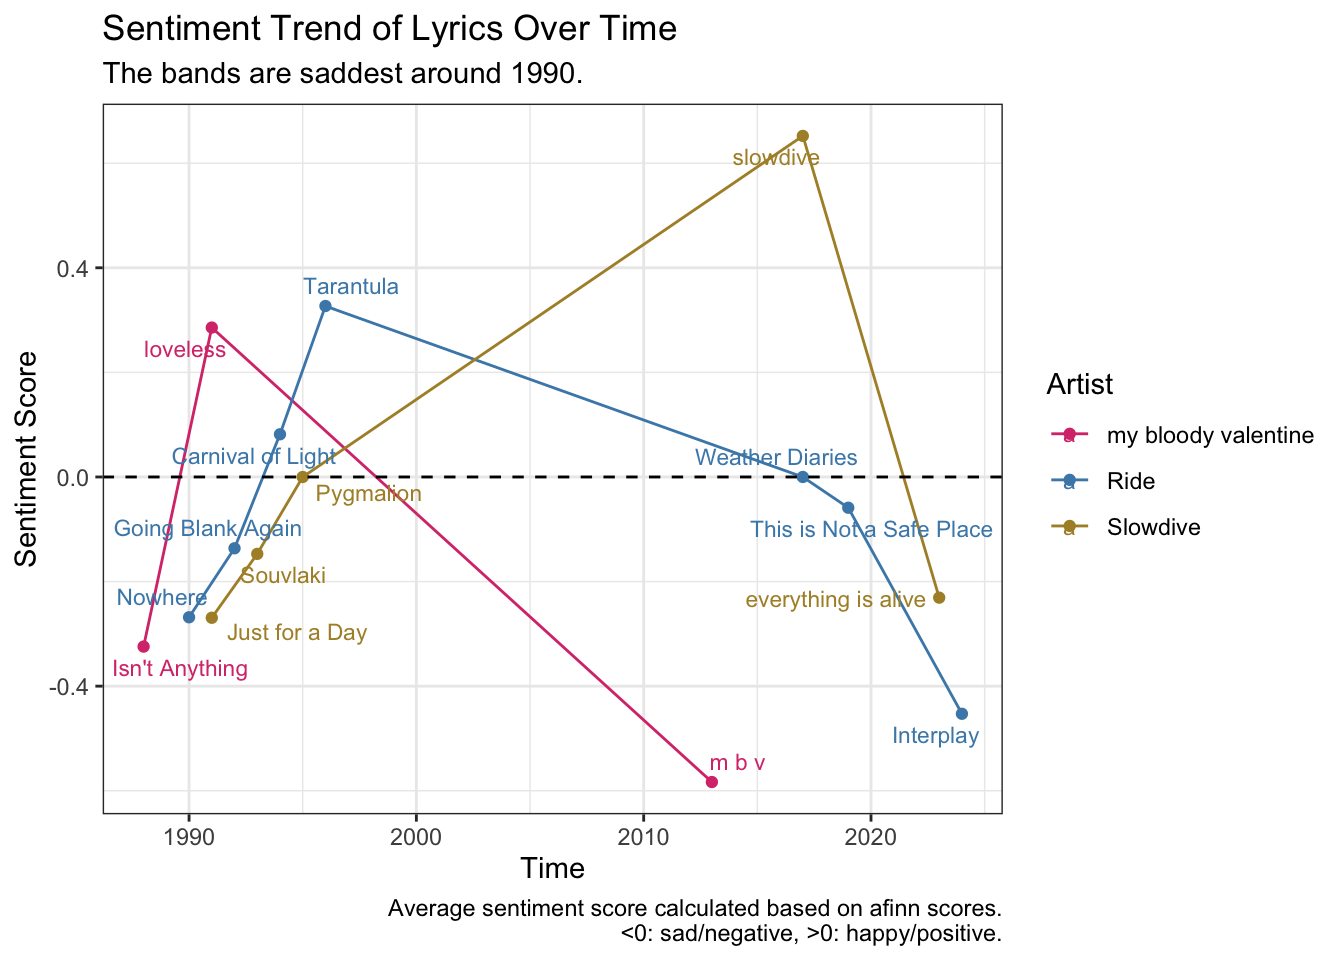 Sentiment Trend of Lyrics Over Time
The bands are saddest around 1990.
Sentiment Score
0.4
0.0
-0.4
slowdive
Tarantula
loveless
Carnival of Light
Weather Diaries
Pygmalion
Going Blank Again
This is Not a Safe Place
Souvlaki
Nowhere
everything is alive
Just for a Day
Isn't Anything
Interplay
m b v
1990
2000
2010
2020
Time
Artist
a my bloody valentine
a Ride
a Slowdive
Average sentiment score calculated based on afinn scores.
<0: sad/negative, >0: happy/positive.